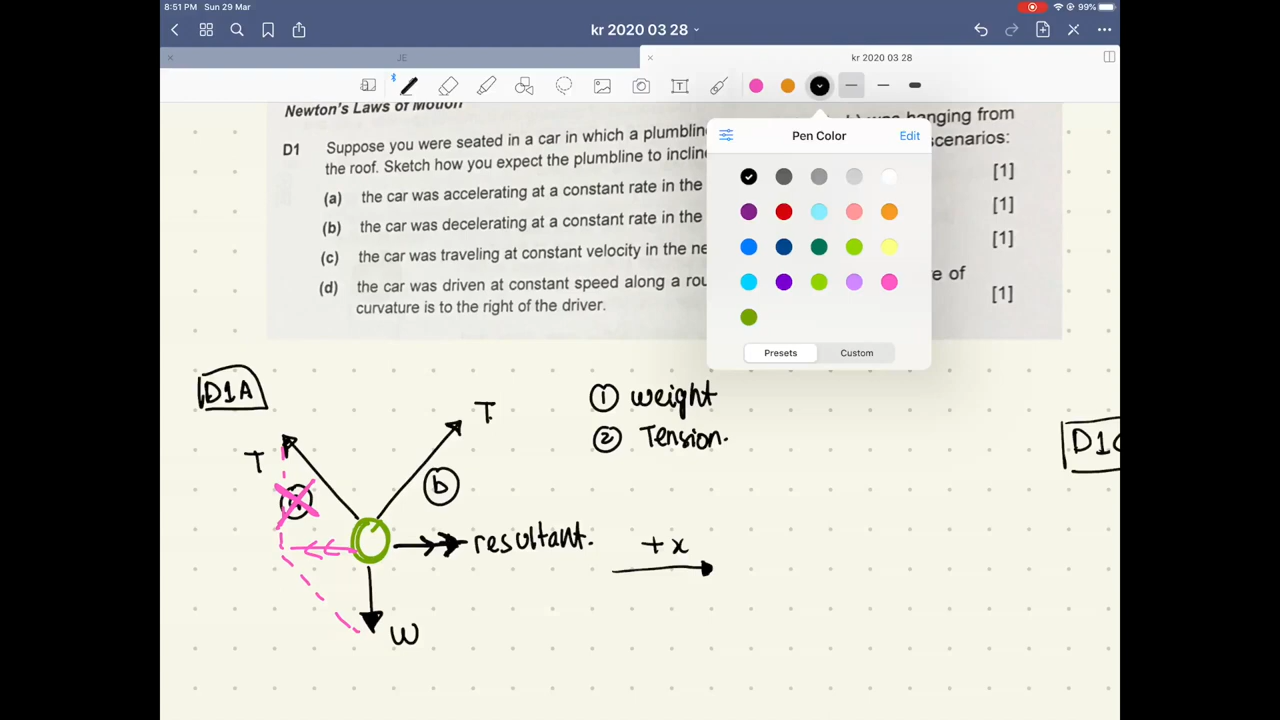 8:51 PM Sun 29 Mar
99%
kr 2020 03 28
JE
kr 2020 03 28
Newton's Laws of Motion
Pen Color
Edit
D1 Suppose you were seated in a car in which a plumbline
was hanging from
the roof. Sketch how you expect the plumbline to incline
scenarios:
(a) the car was accelerating at a constant rate in the
[1]
(b) the car was decelerating at a constant rate in the
[1]
(c) the car was traveling at constant velocity in the
[1]
(d) the car was driven at constant speed along a
of
curvature is to the right of the driver.
[1]
Presets
Custom
D1A
① weight
② Tension.
T
T
b
resultant.
+x
W